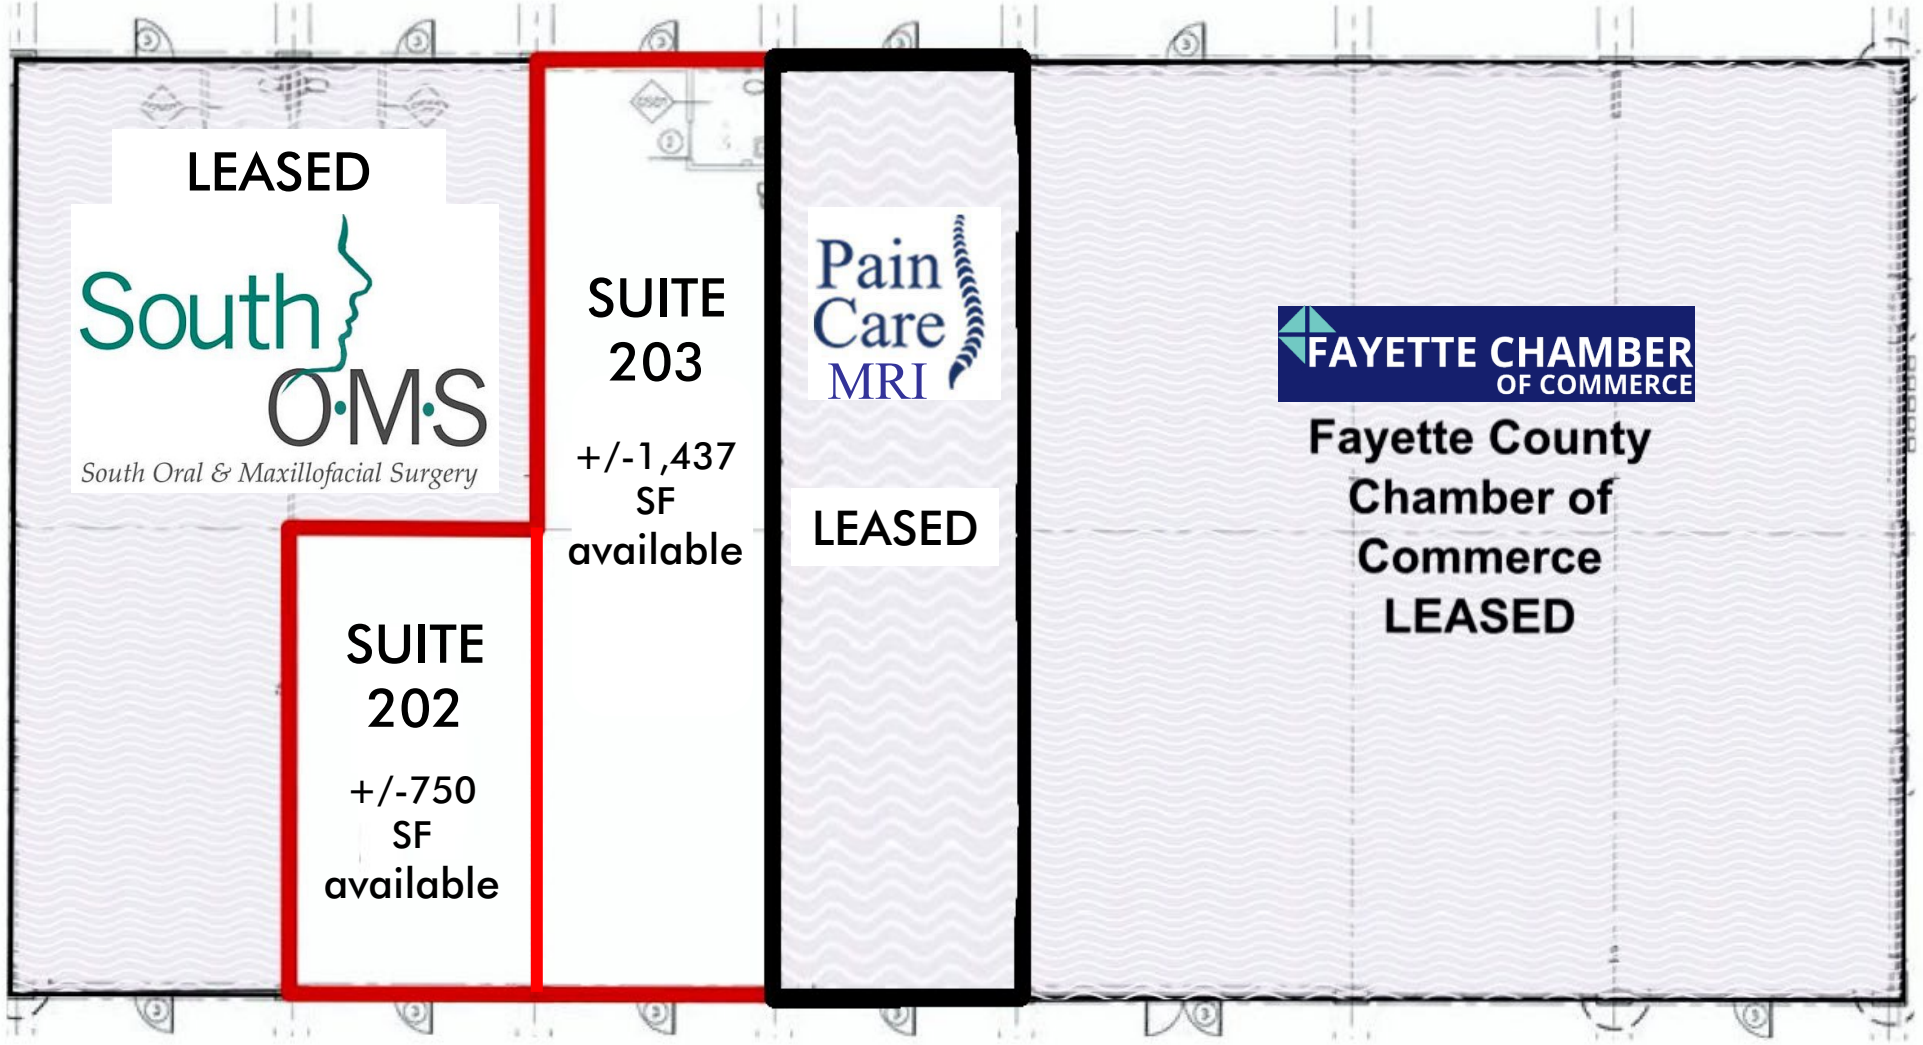 LEASED
South
O·M·S
South Oral & Maxillofacial Surgery
SUITE
203
+/-1,437
SF
available
SUITE
202
+/-750
SF
available
Pain
Care
MRI
LEASED
FAYETTE CHAMBER
OF COMMERCE
Fayette County
Chamber of
Commerce
LEASED